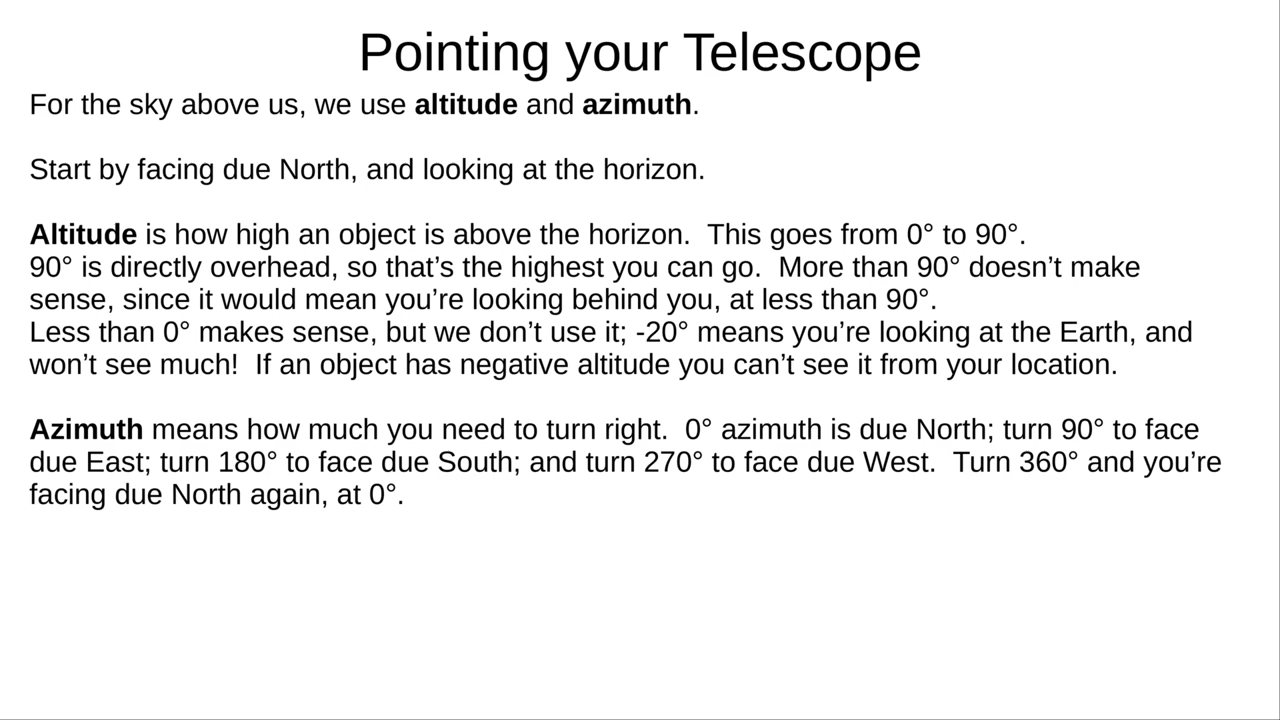 Pointing your Telescope
For the sky above us, we use altitude and azimuth.
Start by facing due North, and looking at the horizon.
Altitude is how high an object is above the horizon.  This goes from 0° to 90°.
90° is directly overhead, so that’s the highest you can go.  More than 90° doesn’t make
sense, since it would mean you’re looking behind you, at less than 90°.
Less than 0° makes sense, but we don’t use it; -20° means you’re looking at the Earth, and
won’t see much!  If an object has negative altitude you can’t see it from your location.
Azimuth means how much you need to turn right.  0° azimuth is due North; turn 90° to face
due East; turn 180° to face due South; and turn 270° to face due West.  Turn 360° and you’re
facing due North again, at 0°.